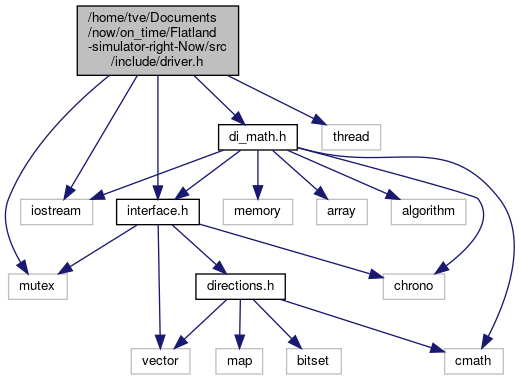 /home/tve/Documents
/now/on_time/Flatland
-simulator-right-Now/src
/include/driver.h
di_math.h
thread
iostream
interface.h
memory
array
algorithm
mutex
directions.h
chrono
vector
map
bitset
cmath